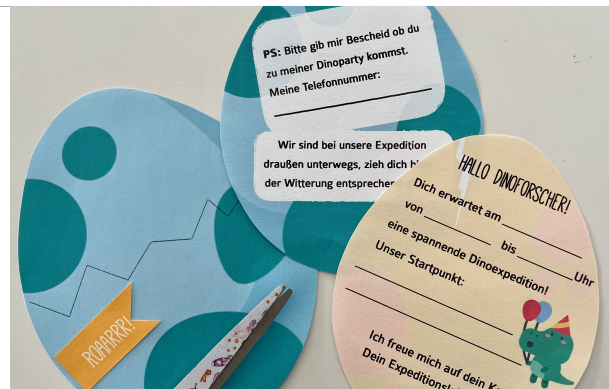 PS: Bitte gib mir Bescheid ob du
zu meiner Dinoparty kommst.
Meine Telefonnummer:
Wir sind bei unsere Expedition
draußen unterwegs, zieh dich
der Witterung
ROAARRR!
HALLO DINOFORSCHER!
Dich erwartet am
von bis Uhr
eine spannende Dinoexpedition!
Unser Startpunkt:
Ich freue mich auf dein
Dein